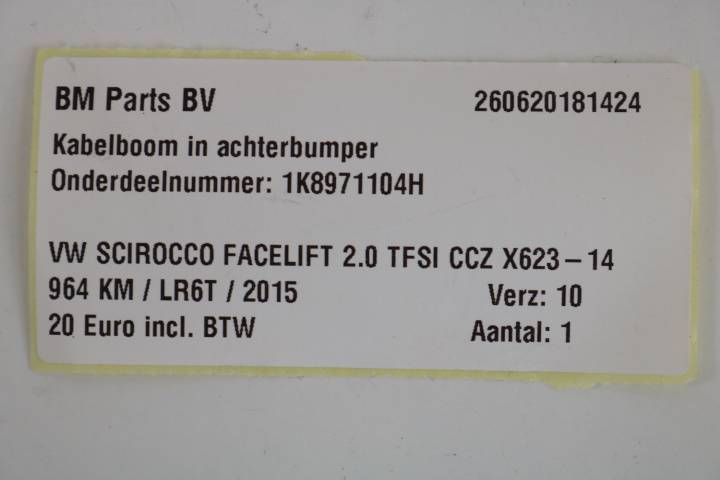 BM Parts BV 260620181424
Kabelboom in achterbumper
Onderdeelnummer: 1K8971104H
VW SCIROCCO FACELIFT 2.0 TFSI CCZ X623-14
964 KM / LR6T / 2015 Verz: 10
20 Euro incl. BTW Aantal: 1